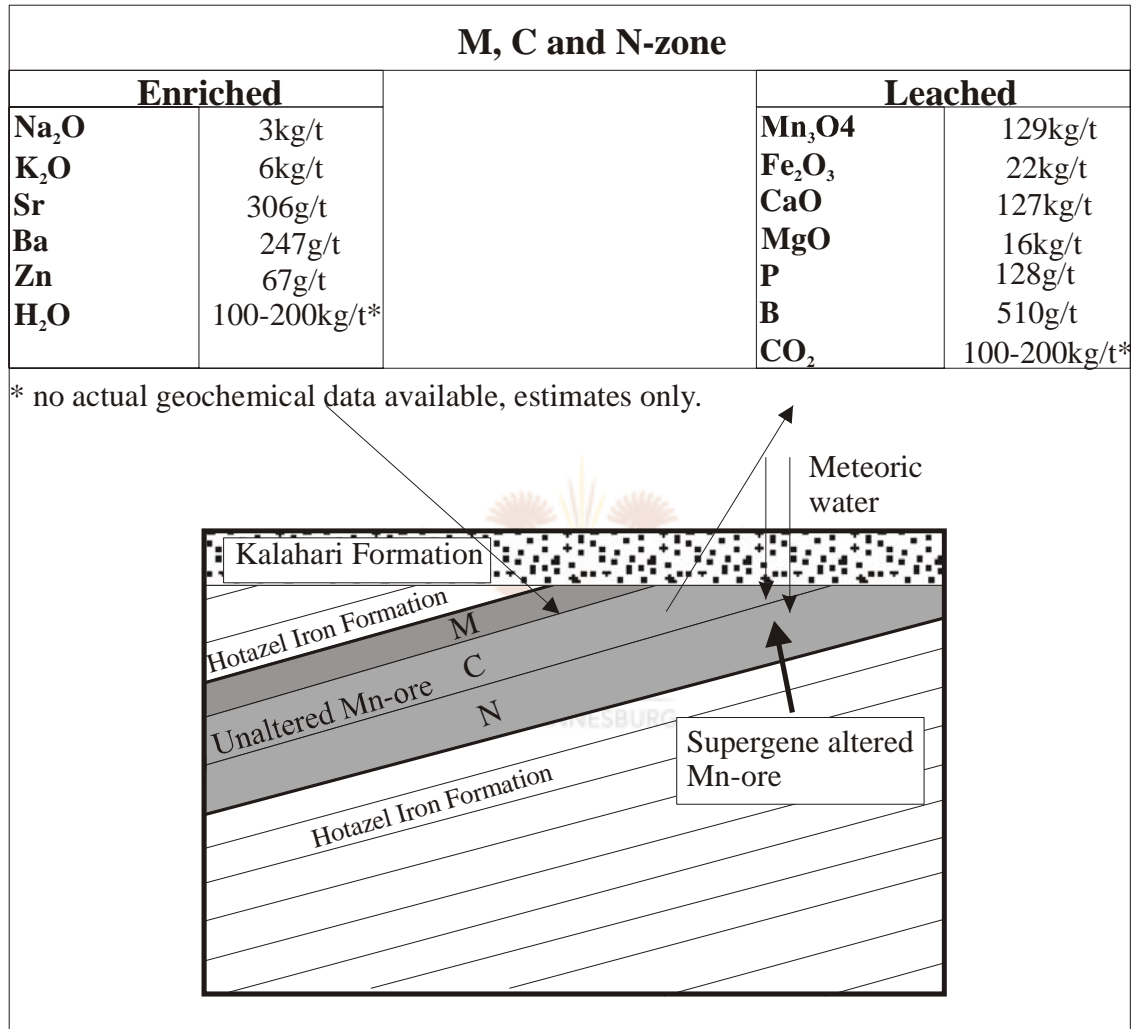 M, C and N-zone
Enriched
Leached
Na₂O 3kg/t
K₂O 6kg/t
Sr 306g/t
Ba 247g/t
Zn 67g/t
H₂O 100-200kg/t*
Mn₃O4 129kg/t
Fe₂O₃ 22kg/t
CaO 127kg/t
MgO 16kg/t
P 128g/t
B 510g/t
CO₂ 100-200kg/t*
* no actual geochemical data available, estimates only.
Meteoric
water
Kalahari Formation
Hotazel Iron Formation
M
C
Unaltered Mn-ore
N
NESBURG
Supergene altered
Mn-ore
Hotazel Iron Formation